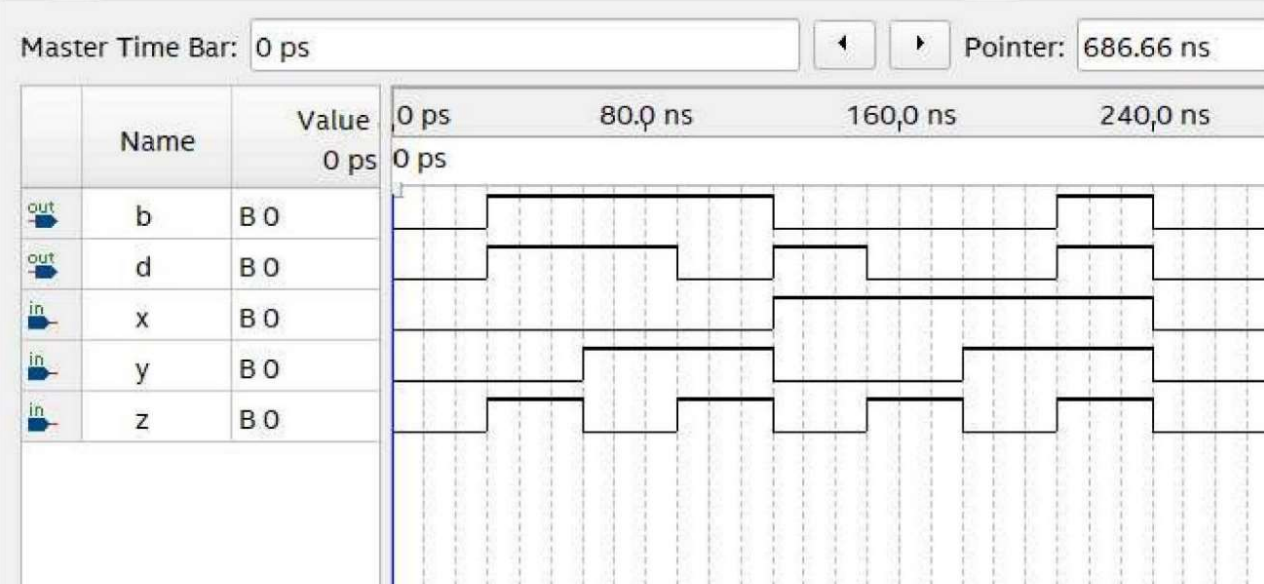 Master Time Bar: 0 ps Pointer: 686.66 ns
Name Value 0 ps 0 ps 80.0 ns 160.0 ns 240.0 ns
0 ps
out b B 0
out d B 0
in x B 0
in y B 0
in z B 0